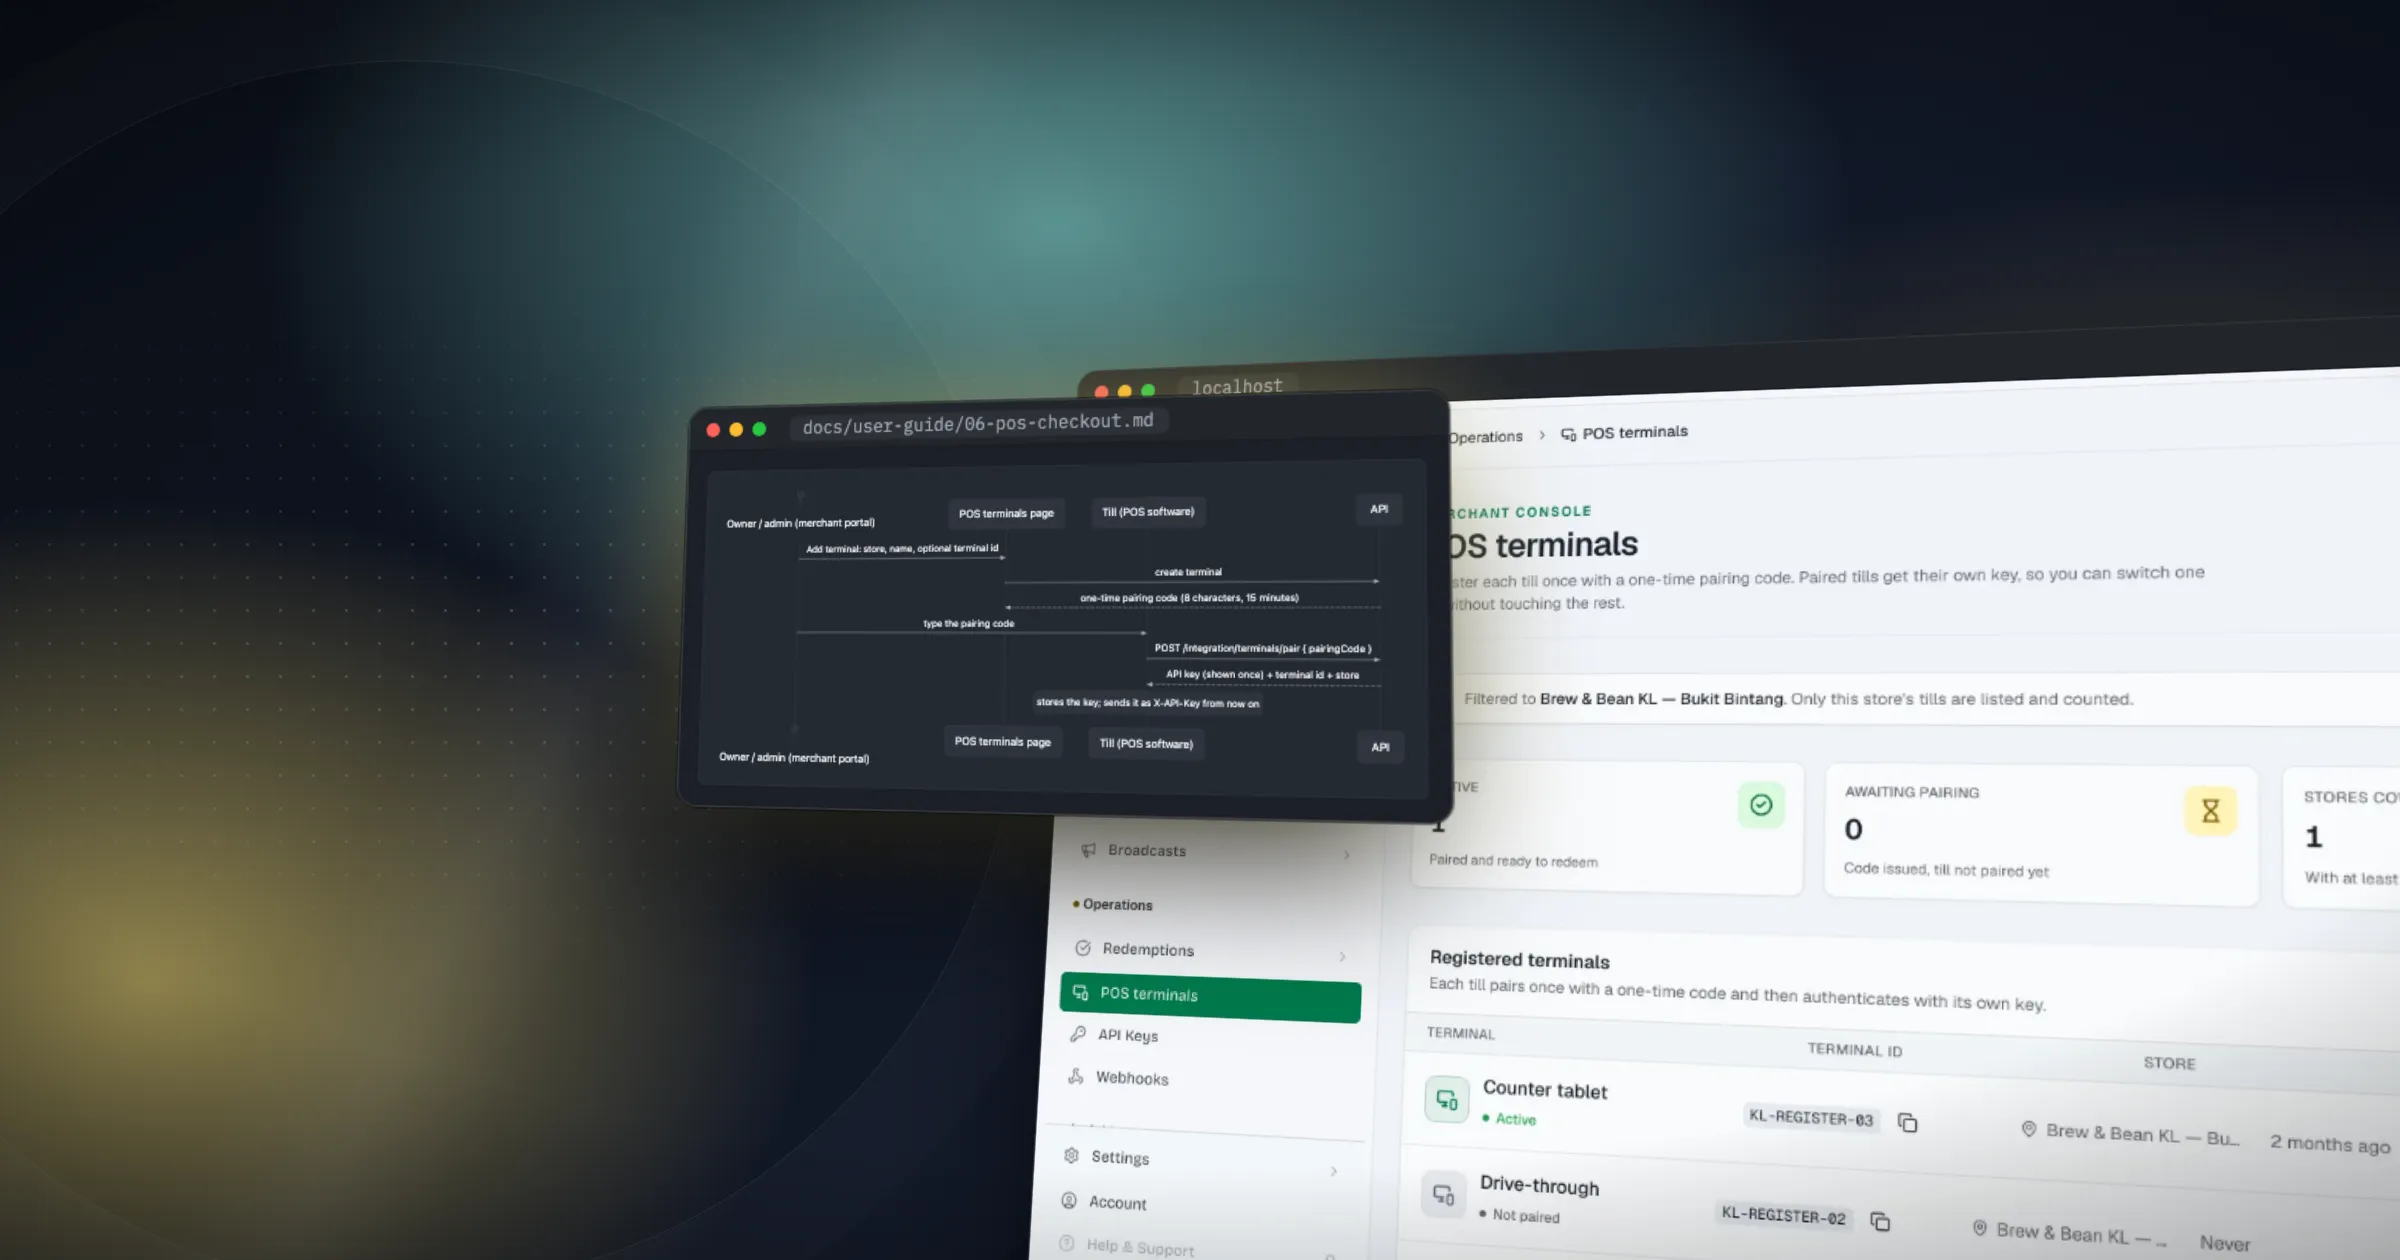 localhost
docs/user-guide/06-pos-checkout.md
Owner / admin (merchant portal)
POS terminals page
Till (POS software)
API
Add terminal: store, name, optional terminal id
create terminal
one-time pairing code (8 characters, 15 minutes)
type the pairing code
POST /integration/terminals/pair { pairingCode }
API key (shown once) + terminal id + store
stores the key; sends it as X-API-Key from now on
Owner / admin (merchant portal)
POS terminals page
Till (POS software)
API
Operations > POS terminals
RCHANT CONSOLE
OS terminals
ster each till once with a one-time pairing code. Paired tills get their own key, so you can switch one
ithout touching the rest.
Filtered to Brew & Bean KL — Bukit Bintang. Only this store's tills are listed and counted.
TIVE
1
Paired and ready to redeem
AWAITING PAIRING
0
Code issued, till not paired yet
STORES CO
1
With at least
Broadcasts
Operations
Redemptions
POS terminals
API Keys
Webhooks
Settings
Account
Help & Support
Registered terminals
Each till pairs once with a one-time code and then authenticates with its own key.
TERMINAL
TERMINAL ID
STORE
Counter tablet
Active
KL-REGISTER-03
Brew & Bean KL — Bu...
2 months ago
Drive-through
Not paired
KL-REGISTER-02
Brew & Bean KL — ...
Never